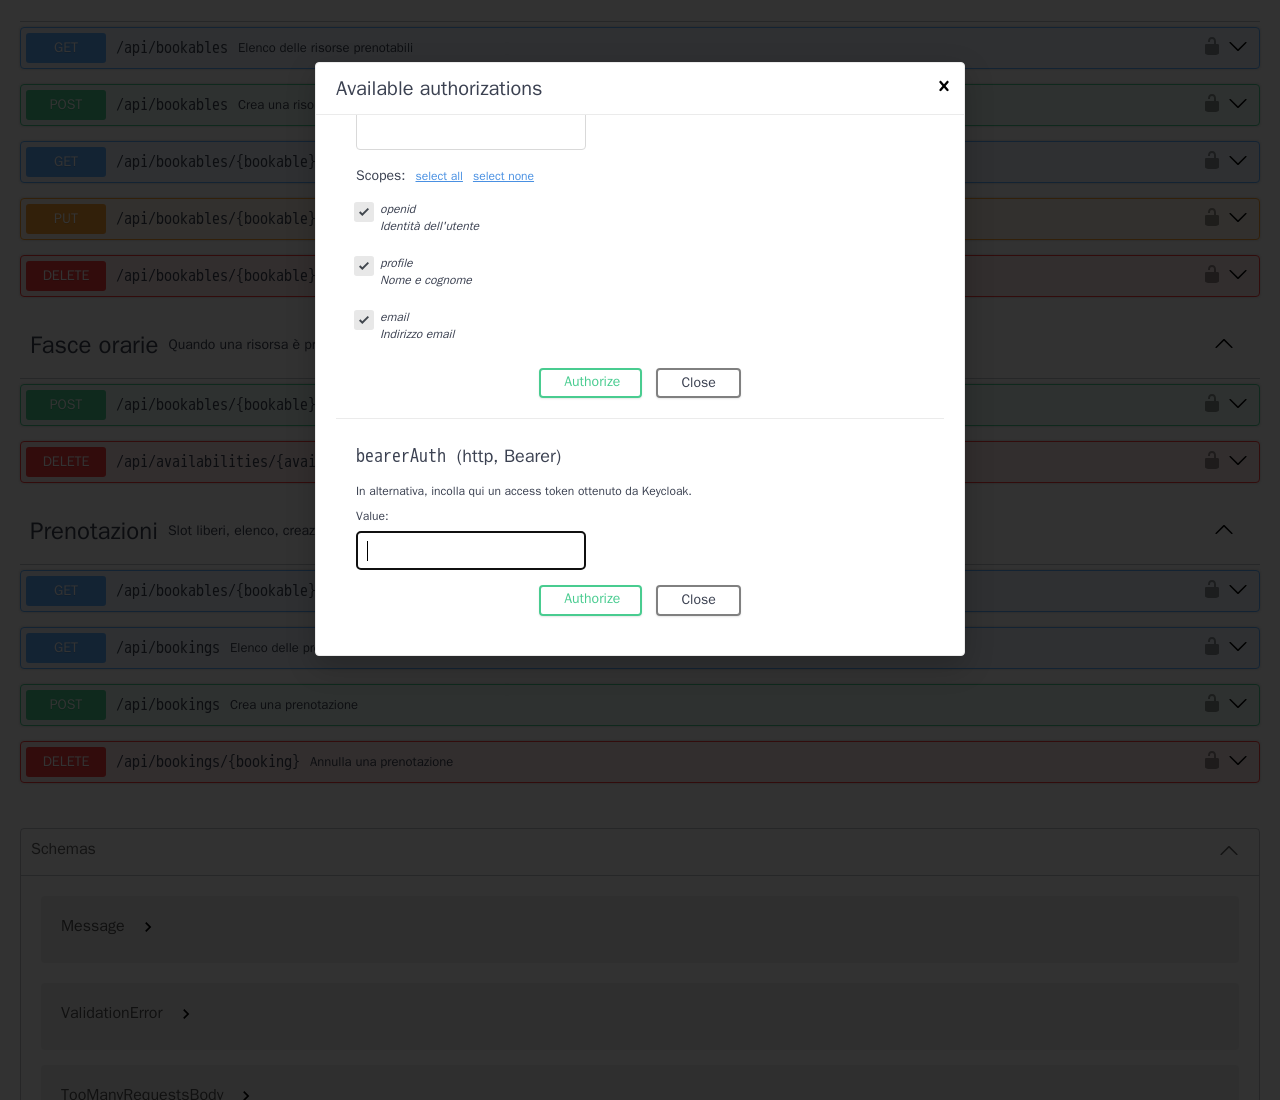 GET /api/bookables Elenco delle risorse prenotabili
Available authorizations
POST /api/bookables Crea una
GET /api/bookables/{bookable}
Scopes: select all select none
PUT /api/bookables/{bookable}
openid
Identità dell'utente
DELETE /api/bookables/{bookable}
profile
Nome e cognome
email
Indirizzo email
Fasce orarie Quando una risorsa è
Authorize Close
POST /api/bookables/{bookable}
DELETE /api/availabilities/
bearerAuth (http, Bearer)
In alternativa, incolla qui un access token ottenuto da Keycloak.
Value:
Prenotazioni Slot liberi, elenco,
GET /api/bookables/{bookable}
Authorize Close
GET /api/bookings Elenco delle
POST /api/bookings Crea una prenotazione
DELETE /api/bookings/{booking} Annulla una prenotazione
Schemas
Message
ValidationError
TooManyRequestsBody